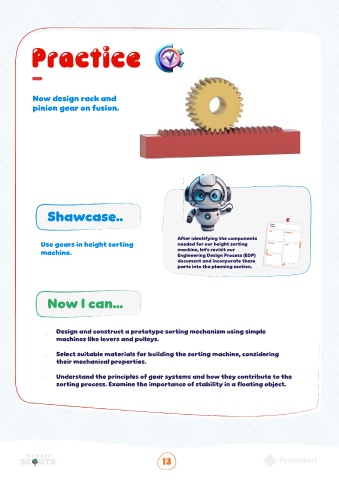 Practice
Now design rack and
pinion gear on fusion.
Shawcase..
Use gears in height sorting
machine.
After identifying the components
needed for our height sorting
machine, let's revisit our
Engineering Design Process (EDP)
document and incorporate these
parts into the planning section.
Now I can...
Design and construct a prototype sorting mechanism using simple
machines like levers and pulleys.
Select suitable materials for building the sorting machine, considering
their mechanical properties.
Understand the principles of gear systems and how they contribute to the
sorting process. Examine the importance of stability in a floating object.
STEAM
SCOUTS
13
Pyramakerz